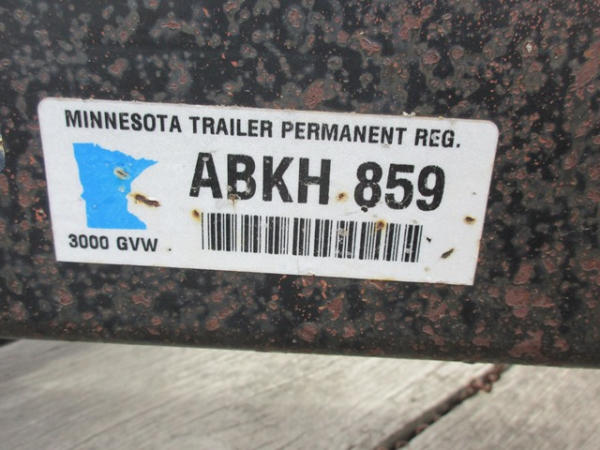 MINNESOTA TRAILER PERMANENT REG.
ABKH 859
3000 GVW